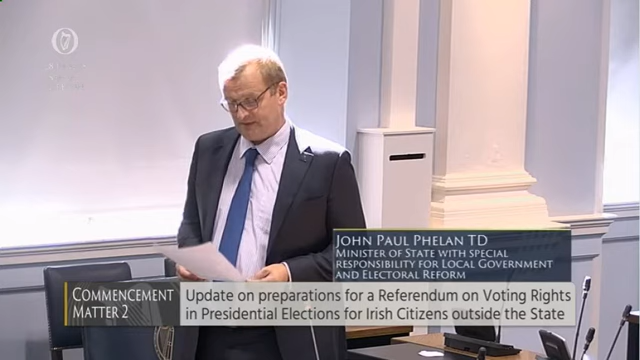 JOHN PAUL PHELAN TD
MINISTER OF STATE WITH SPECIAL
RESPONSIBILITY FOR LOCAL GOVERNMENT
AND ELECTORAL REFORM
COMMENCEMENT
MATTER 2
Update on preparations for a Referendum on Voting Rights
in Presidential Elections for Irish Citizens outside the State